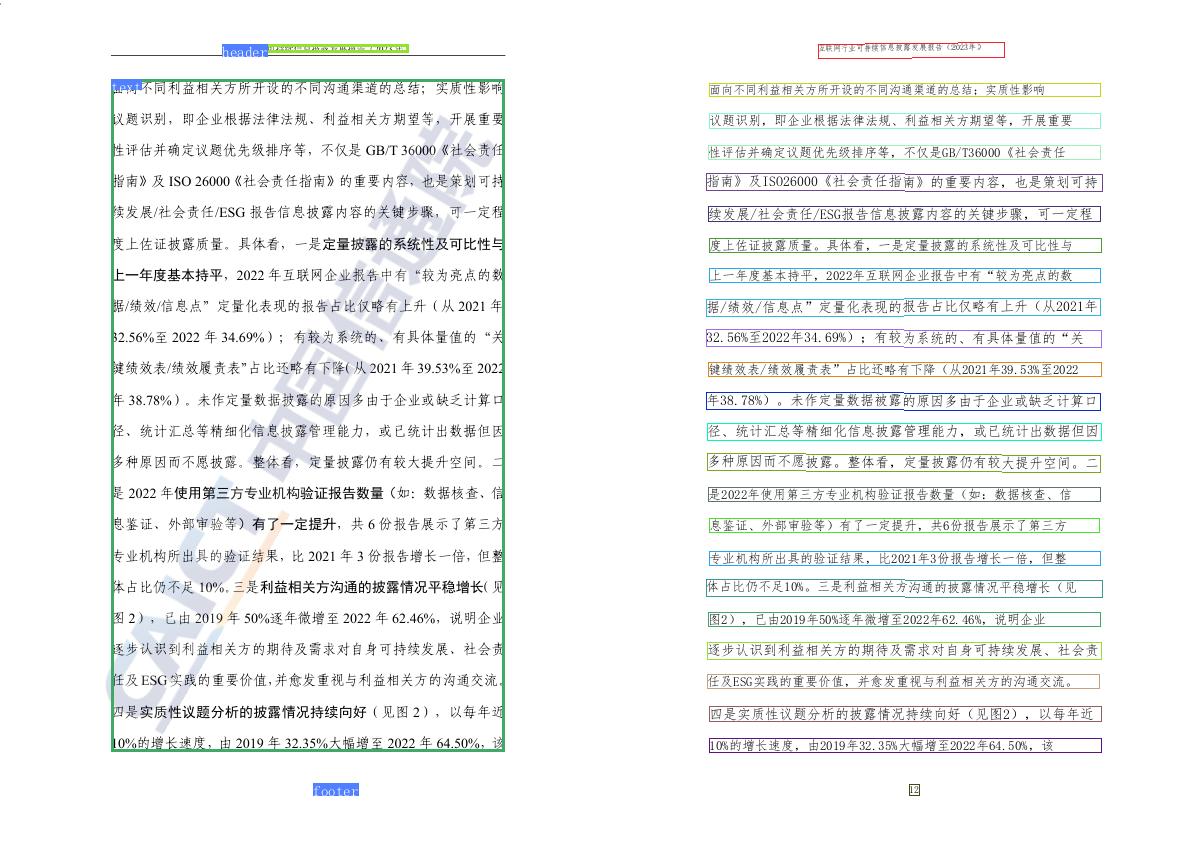 header
text
面向不同利益相关方所开设的不同沟通渠道的总结；实质性影响
议题识别，即企业根据法律法规、利益相关方期望等，开展重要
性评估并确定议题优先级排序等，不仅是 GB/T 36000《社会责任
指南》及 ISO 26000《社会责任指南》的重要内容，也是策划可持
续发展/社会责任/ESG 报告信息披露内容的关键步骤，可一定程
度上佐证披露质量。具体看，一是定量披露的系统性及可比性与
上一年度基本持平，2022 年互联网企业报告中有“较为亮点的数
据/绩效/信息点”定量化表现的报告占比仅略有上升（从 2021 年
32.56%至 2022 年 34.69%）；有较为系统的、有具体量值的“关
键绩效表/绩效履责表”占比还略有下降（从 2021 年 39.53%至 2022
年 38.78%）。未作定量数据披露的原因多由于企业或缺乏计算口
径、统计汇总等精细化信息披露管理能力，或已统计出数据但因
多种原因而不愿披露。整体看，定量披露仍有较大提升空间。二
是 2022 年使用第三方专业机构验证报告数量（如：数据核查、信
息鉴证、外部审验等）有了一定提升，共 6 份报告展示了第三方
专业机构所出具的验证结果，比 2021 年 3 份报告增长一倍，但整
体占比仍不足 10%。三是利益相关方沟通的披露情况平稳增长（见
图 2），已由 2019 年 50%逐年微增至 2022 年 62.46%，说明企业
逐步认识到利益相关方的期待及需求对自身可持续发展、社会责
任及 ESG 实践的重要价值，并愈发重视与利益相关方的沟通交流。
四是实质性议题分析的披露情况持续向好（见图 2），以每年近
10%的增长速度，由 2019 年 32.35%大幅增至 2022 年 64.50%，该
footer
CAICT 中国信通院
互联网行业可持续信息披露发展报告（2023年）
面向不同利益相关方所开设的不同沟通渠道的总结；实质性影响
议题识别，即企业根据法律法规、利益相关方期望等，开展重要
性评估并确定议题优先级排序等，不仅是GB/T36000《社会责任
指南》及ISO26000《社会责任指南》的重要内容，也是策划可持
续发展/社会责任/ESG报告信息披露内容的关键步骤，可一定程
度上佐证披露质量。具体看，一是定量披露的系统性及可比性与
上一年度基本持平，2022年互联网企业报告中有“较为亮点的数
据/绩效/信息点”定量化表现的报告占比仅略有上升（从2021年
32.56%至2022年34.69%）；有较为系统的、有具体量值的“关
键绩效表/绩效履责表”占比还略有下降（从2021年39.53%至2022
年38.78%）。未作定量数据被露的原因多由于企业或缺乏计算口
径、统计汇总等精细化信息披露管理能力，或已统计出数据但因
多种原因而不愿披露。整体看，定量披露仍有较大提升空间。二
是2022年使用第三方专业机构验证报告数量（如：数据核查、信
息鉴证、外部审验等）有了一定提升，共6份报告展示了第三方
专业机构所出具的验证结果，比2021年3份报告增长一倍，但整
体占比仍不足10%。三是利益相关方沟通的披露情况平稳增长（见
图2），已由2019年50%逐年微增至2022年62.46%，说明企业
逐步认识到利益相关方的期待及需求对自身可持续发展、社会责
任及ESG实践的重要价值，并愈发重视与利益相关方的沟通交流。
四是实质性议题分析的披露情况持续向好（见图2），以每年近
10%的增长速度，由2019年32.35%大幅增至2022年64.50%，该
12